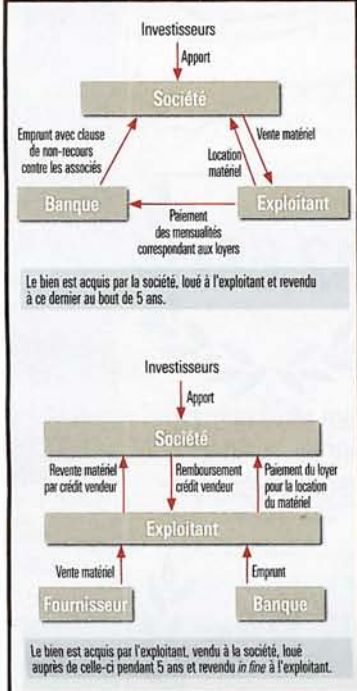 Investisseurs
Apport
Société
Emprunt avec clause
de non-recours
contre les associés
Vente matériel
Location
matériel
Banque
Exploitant
Paiement
des mensualités
correspondant aux loyers
Le bien est acquis par la société, loué à l'exploitant et revendu
à ce dernier au bout de 5 ans.
Investisseurs
Apport
Société
Revente matériel
par crédit vendeur
Remboursement
crédit vendeur
Paiement du loyer
pour la location
du matériel
Exploitant
Vente matériel
Emprunt
Fournisseur
Banque
Le bien est acquis par l'exploitant, vendu à la société, loué
auprès de celle-ci pendant 5 ans et revendu in fine à l'exploitant.